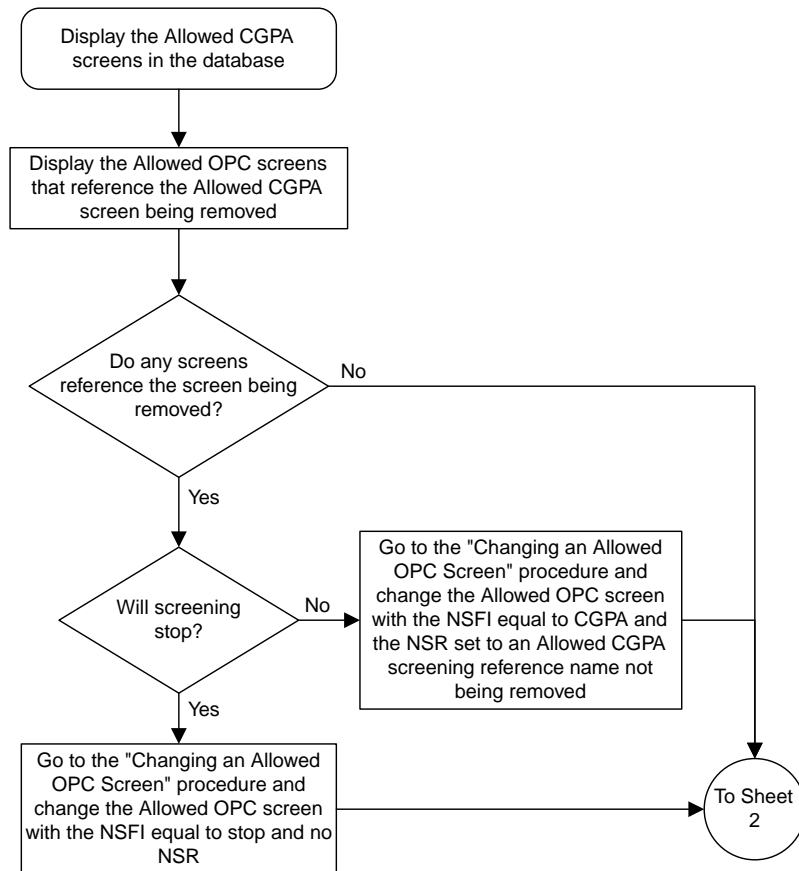 Display the Allowed CGPA
screens in the database
Display the Allowed OPC screens
that reference the Allowed CGPA
screen being removed
Do any screens
reference the screen being
removed?
No
Yes
Will screening
stop?
No
Go to the "Changing an Allowed
OPC Screen" procedure and
change the Allowed OPC screen
with the NSFI equal to CGPA and
the NSR set to an Allowed CGPA
screening reference name not
being removed
Yes
Go to the "Changing an Allowed
OPC Screen" procedure and
change the Allowed OPC screen
with the NSFI equal to stop and no
NSR
To Sheet
2